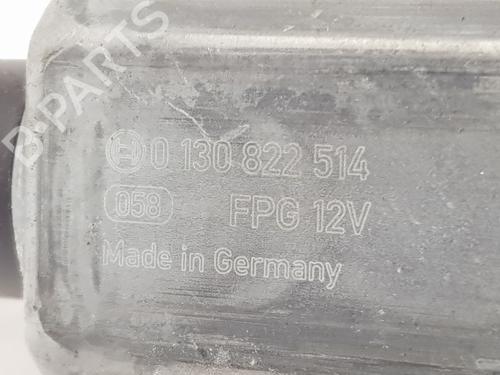 0 130 822 514
058 FPG 12V
Made in Germany
B-PARTS